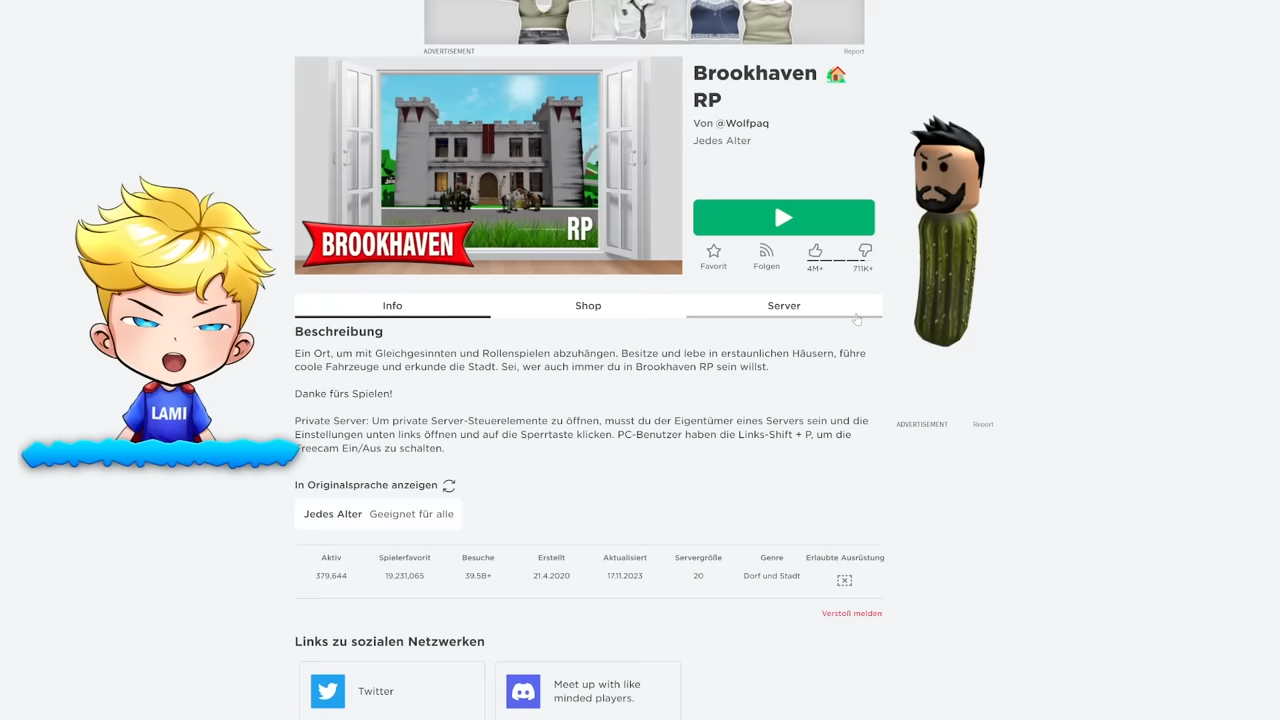 ADVERTISEMENT
Report
Brookhaven 🏠
RP
Von @Wolfpaq
Jedes Alter
BROOKHAVEN
RP
Favorit
Folgen
4M+
711K+
Info
Shop
Server
Beschreibung
Ein Ort, um mit Gleichgesinnten und Rollenspielen abzuhängen. Besitze und lebe in erstaunlichen Häusern, führe
coole Fahrzeuge und erkunde die Stadt. Sei, wer auch immer du in Brookhaven RP sein willst.
Danke fürs Spielen!
Private Server: Um private Server-Steuerelemente zu öffnen, musst du der Eigentümer eines Servers sein und die
Einstellungen unten links öffnen und auf die Sperrtaste klicken. PC-Benutzer haben die Links-Shift + P, um die
Freecam Ein/Aus zu schalten.
LAMI
ADVERTISEMENT
Report
In Originalsprache anzeigen
Jedes Alter Geeignet für alle
Aktiv Spielerfavorit Besuche Erstellt Aktualisiert Servergröße Genre Erlaubte Ausrüstung
379,644 19,231,065 39.5B+ 21.4.2020 17.11.2023 20 Dorf und Stadt
Verstoß melden
Links zu sozialen Netzwerken
Twitter
Meet up with like
minded players.